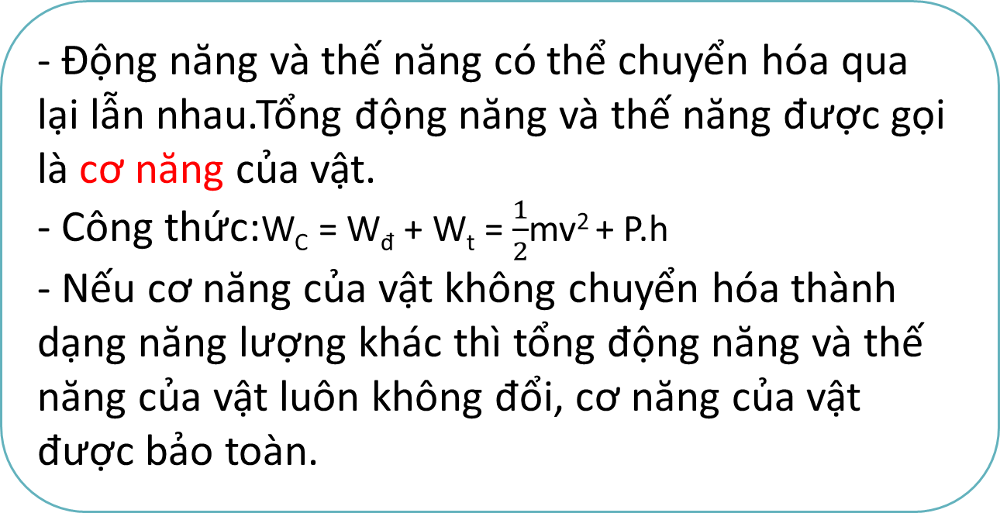 - Động năng và thế năng có thể chuyển hóa qua
lại lẫn nhau.Tổng động năng và thế năng được gọi
là cơ năng của vật.
- Công thức:W_C = W_đ + W_t = \frac{1}{2}mv² + P.h
- Nếu cơ năng của vật không chuyển hóa thành
dạng năng lượng khác thì tổng động năng và thế
năng của vật luôn không đổi, cơ năng của vật
được bảo toàn.